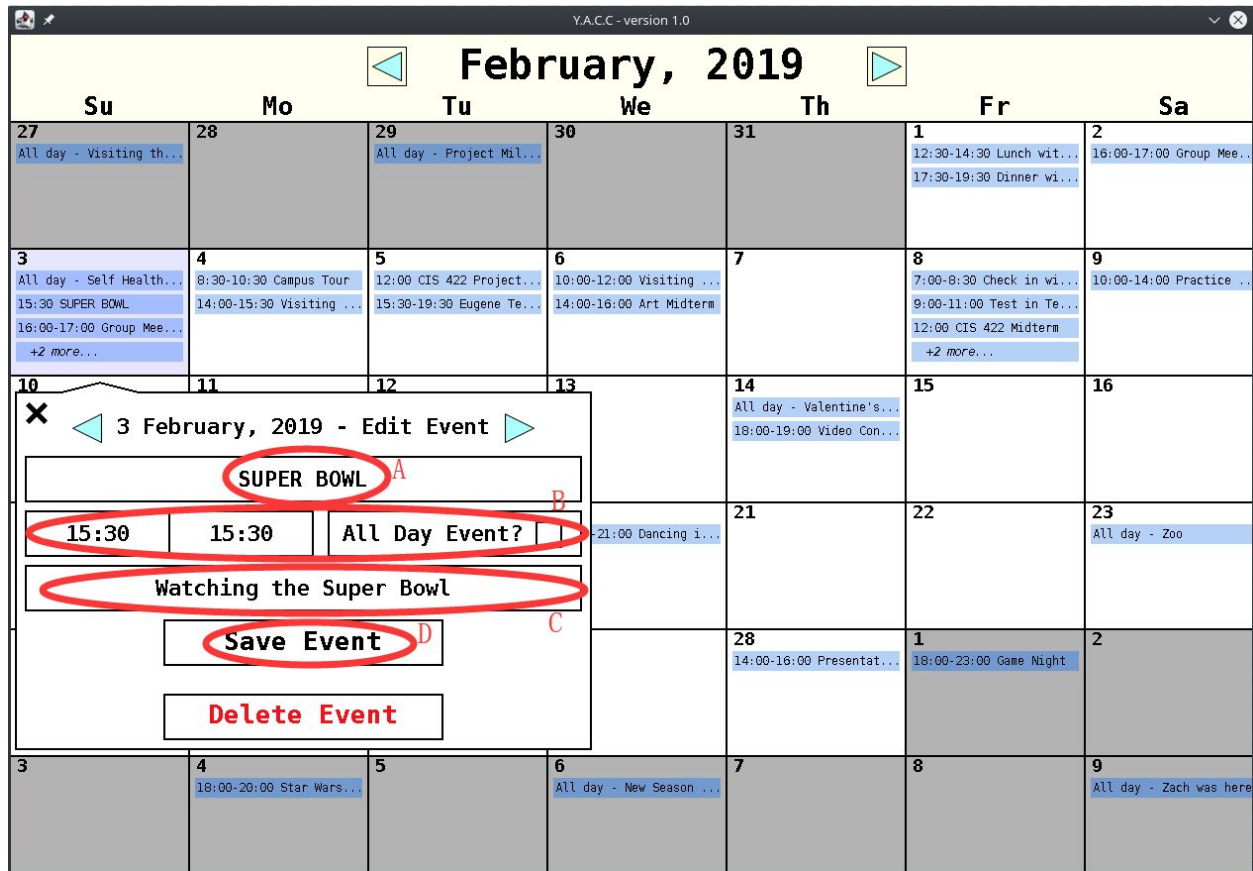 Y.A.C.C - version 1.0
February, 2019
Su Mo Tu We Th Fr Sa
27 28 29 30 31 1 2
All day - Visiting th... All day - Project Mil... 12:30-14:30 Lunch wit... 16:00-17:00 Group Mee..
17:30-19:30 Dinner wi...
3 4 5 6 7 8 9
All day - Self Health... 8:30-10:30 Campus Tour 12:00 CIS 422 Project... 10:00-12:00 Visiting ... 7:00-8:30 Check in wi... 10:00-14:00 Practice ..
15:30 SUPER BOWL 14:00-15:30 Visiting ... 15:30-19:30 Eugene Te... 14:00-16:00 Art Midterm 9:00-11:00 Test in Te...
16:00-17:00 Group Mee... 12:00 CIS 422 Midterm
+2 more... +2 more...
10 11 12 13 14 15 16
All day - Valentine's...
X 3 February, 2019 - Edit Event 18:00-19:00 Video Con...
SUPER BOWL A
B 21 22 23
15:30 15:30 All Day Event? -21:00 Dancing i... All day - Zoo
Watching the Super Bowl
C
Save Event D 28 1 2
14:00-16:00 Presentat... 18:00-23:00 Game Night
Delete Event
3 4 5 6 7 8 9
18:00-20:00 Star Wars... All day - New Season ... All day - Zach was here